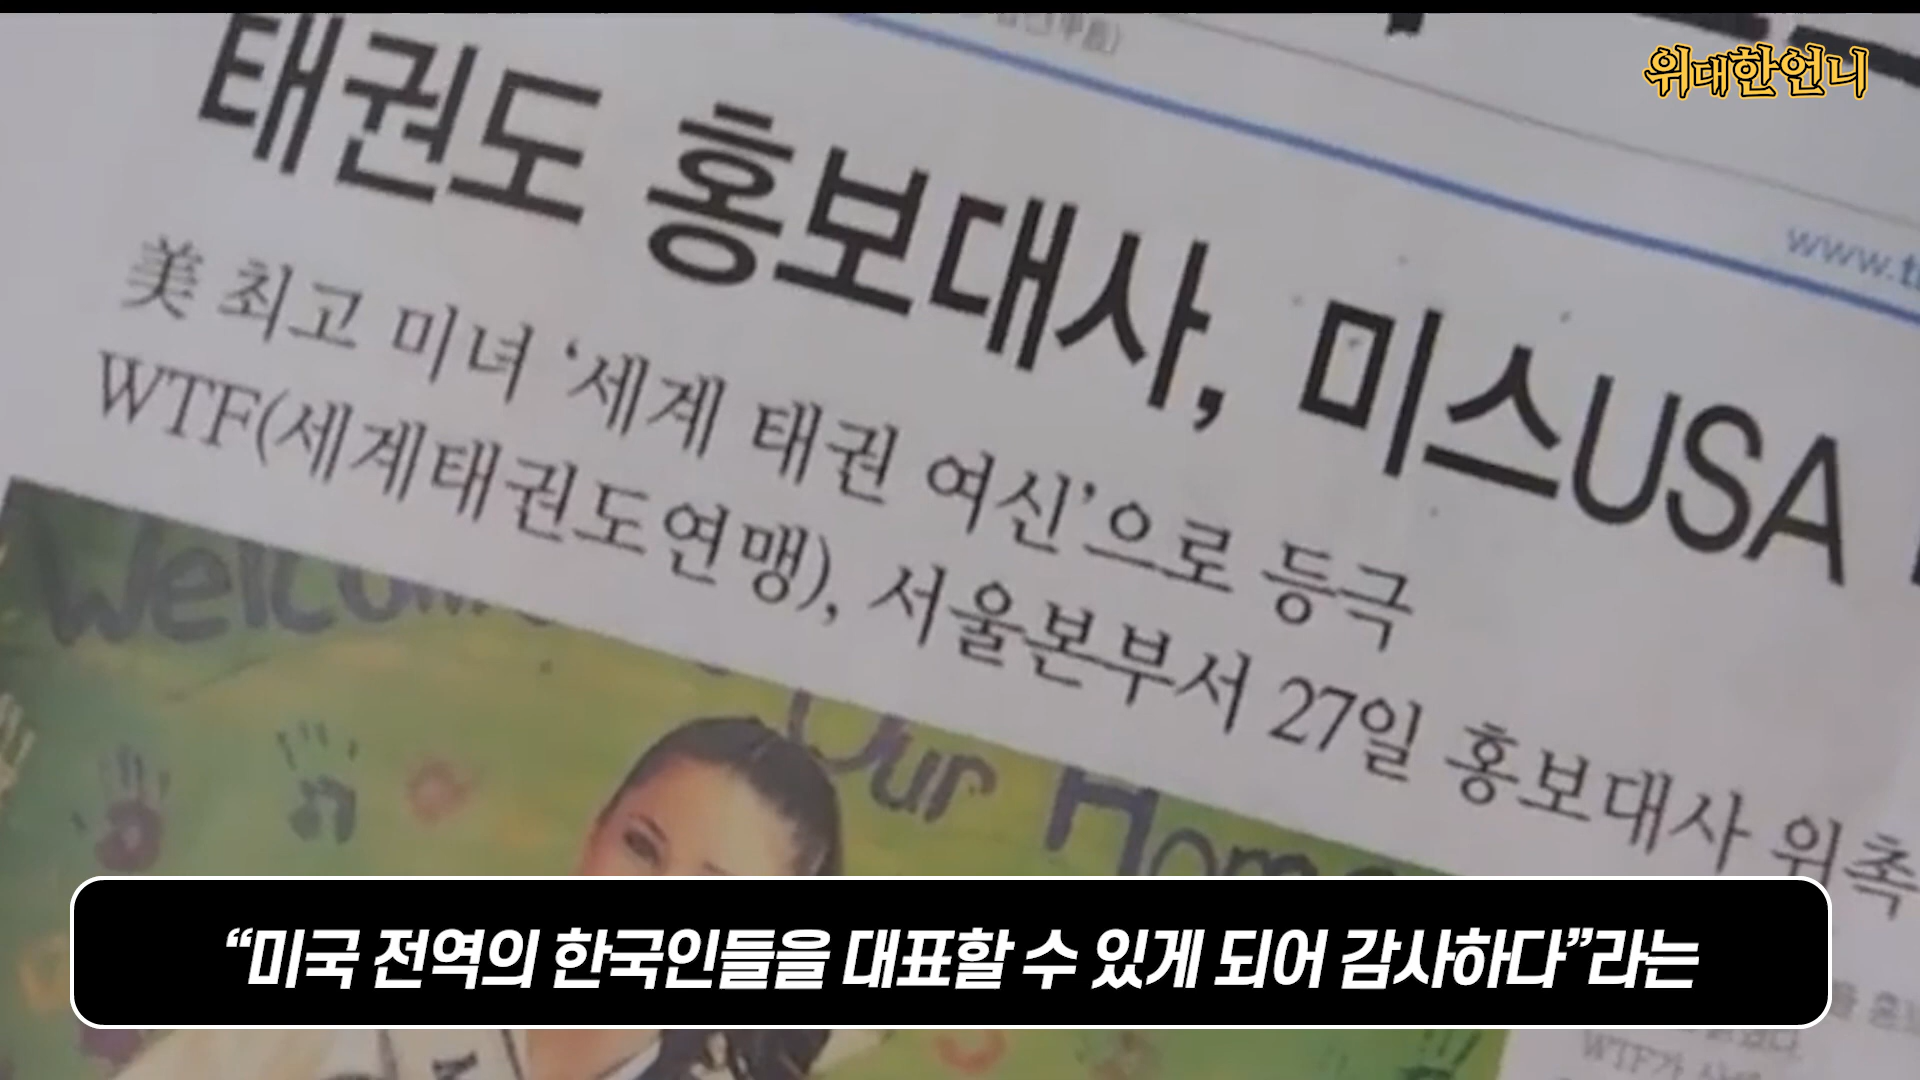 위대한언니
태권도 홍보대사, 미스USA
美 최고 미녀 ‘세계 태권 여신’으로 등극
WTF(세계태권도연맹), 서울본부서 27일 홍보대사 위촉
Welcome
Our Home
“미국 전역의 한국인들을 대표할 수 있게 되어 감사하다”라는